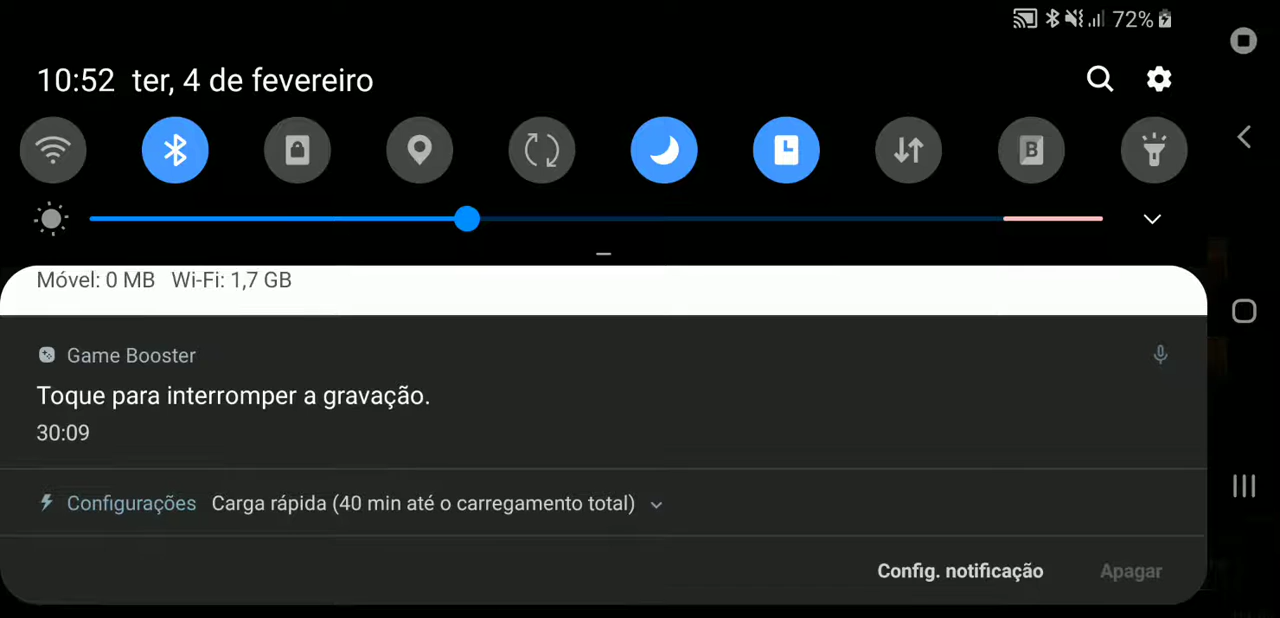 72%
10:52 ter, 4 de fevereiro
B
Móvel: 0 MB Wi-Fi: 1,7 GB
Game Booster
Toque para interromper a gravação.
30:09
Configurações Carga rápida (40 min até o carregamento total)
Config. notificação Apagar